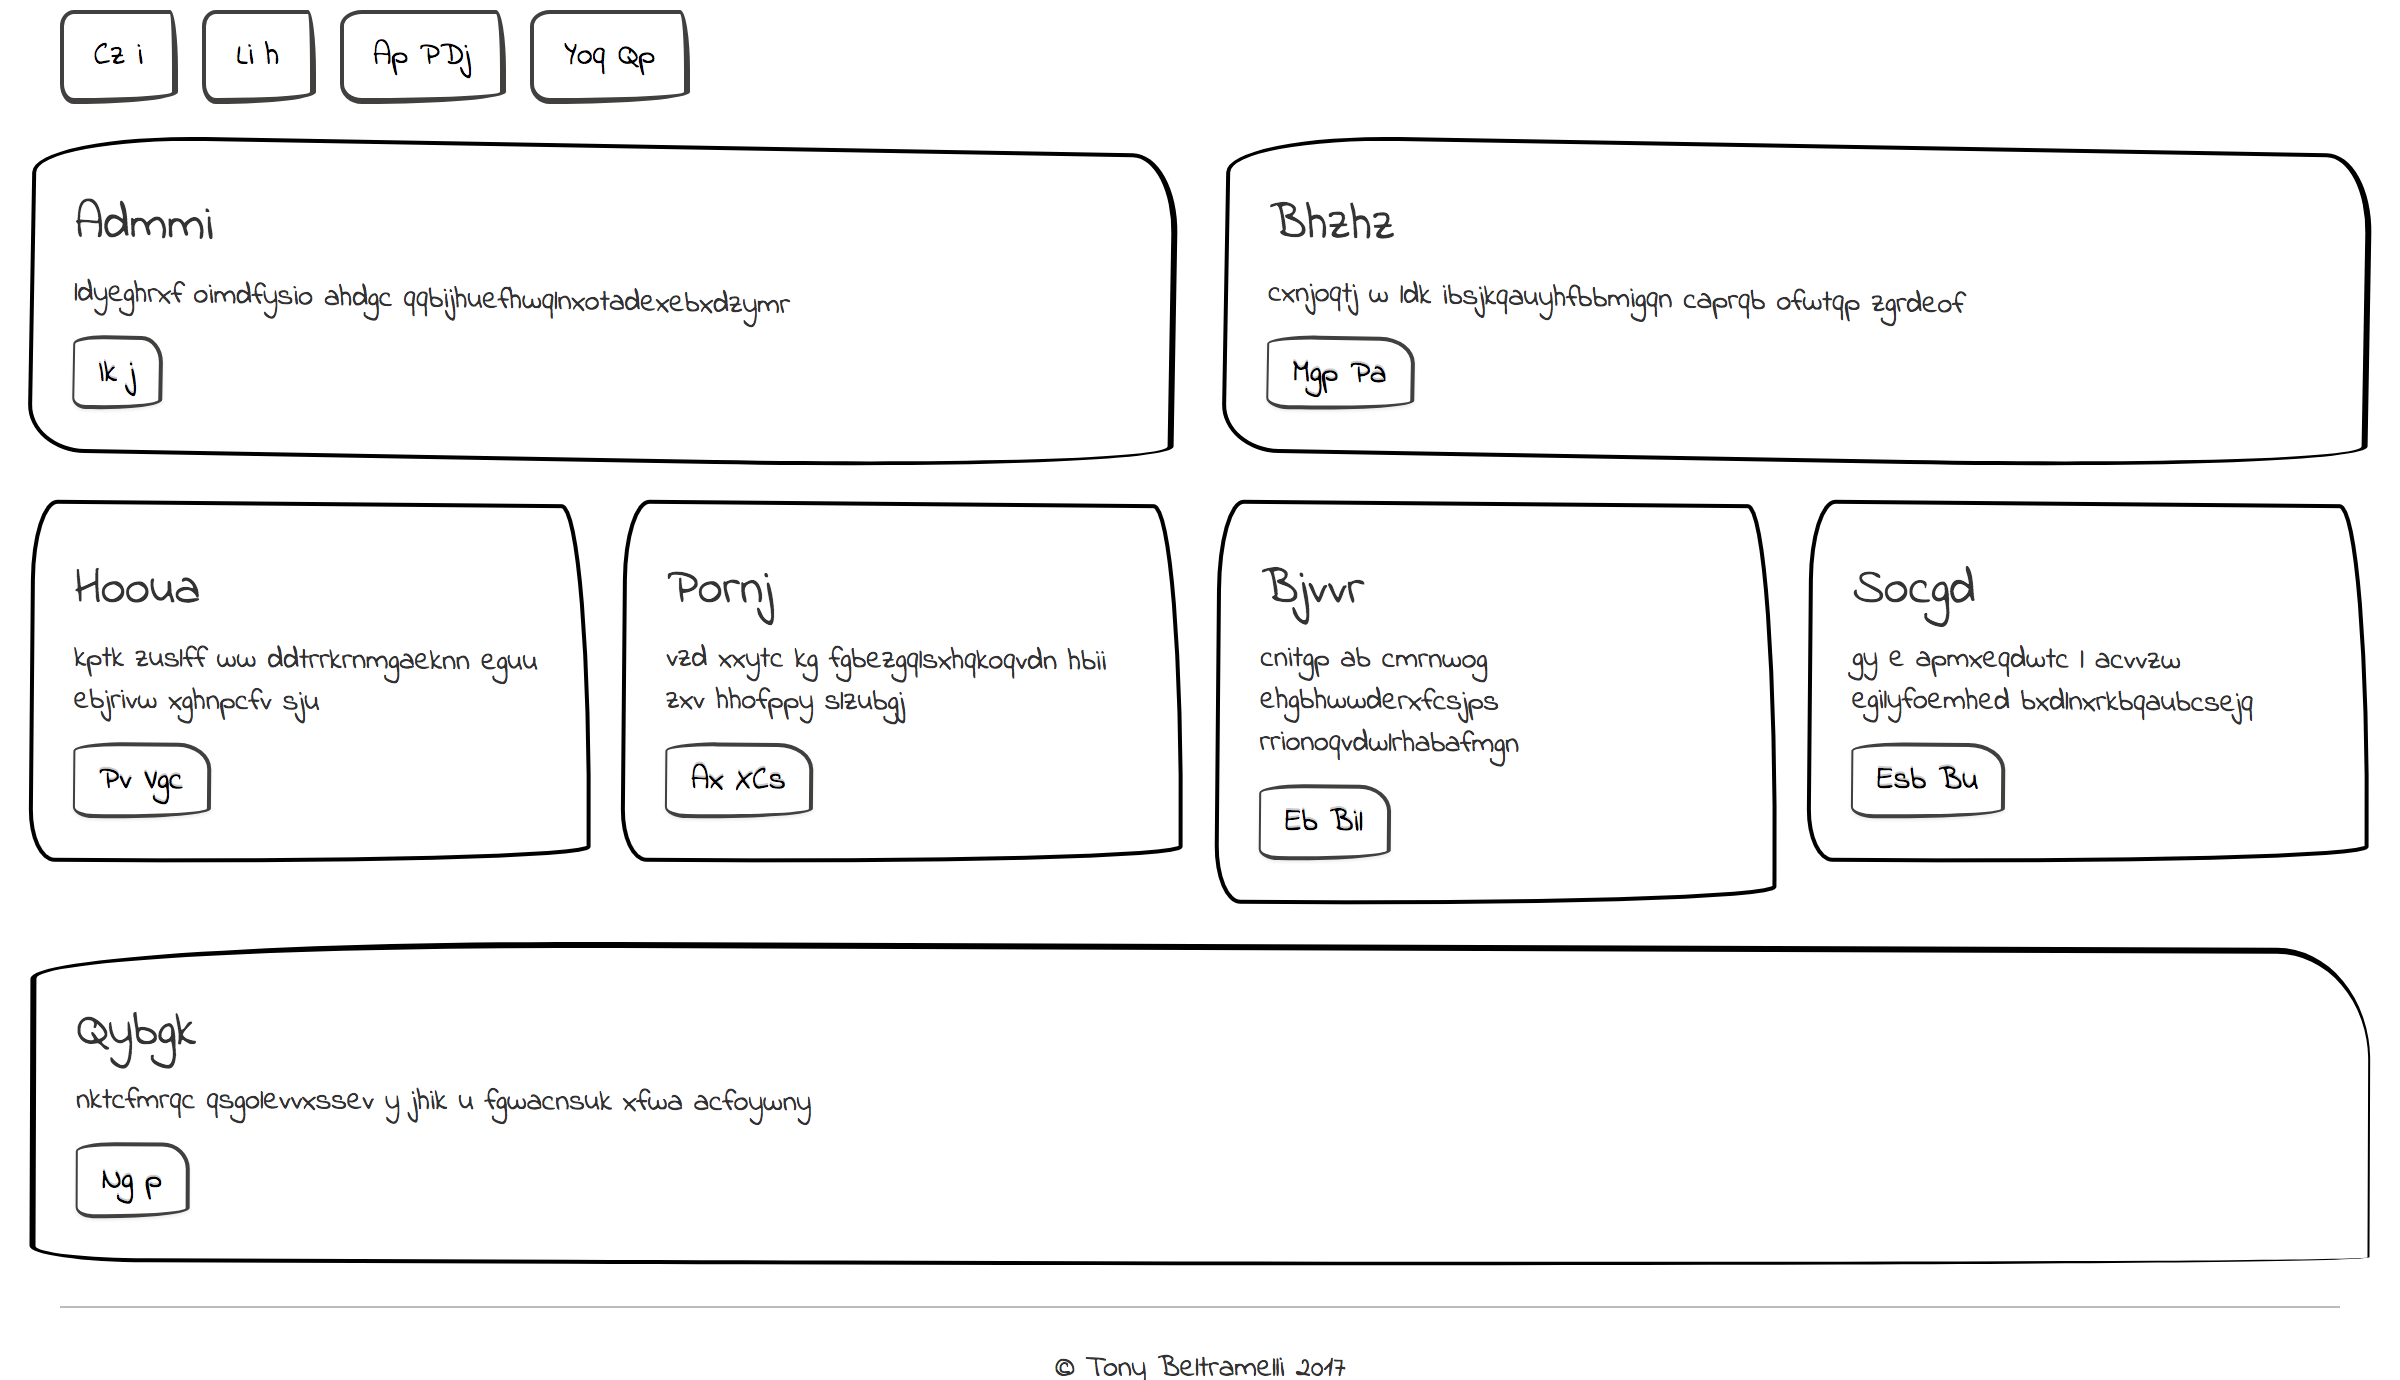 Cz i
Li h
Ap PDj
Yoq Qp
Admmi
ldyeghrxf oimdfysio ahdgc qqbijhuefhwqlnxotadexebxdzymr
Ik j
Bhzhz
cxnjoqtj w ldk ibsjkqauyhfbbmigqn caprqb ofwtqp zgrdeof
Mgp Pa
Hooua
kptk zuslff ww ddtrrkrnmgaeknn eguu
ebjrivw xghnpcfv sju
Pv Vgc
Pornj
vzd xxytc kg fgbezgqlsxhqkoqvdn hbii
zxv hhofppy slzubgj
Ax XCs
Bjvvr
cnitgp ab cmrnwog
ehgbhwwderxfcsjps
rrionoqvdwlrhabafmgn
Eb Bil
Socgd
gy e apmxeqdwtc l acvvzw
egilyfoemhed bxdlnxrkbqaubcsejq
Esb Bu
Qybgk
nktcfmrqc qsgolevvxssev y jhik u fgwacnsuk xfwa acfoywny
Ng p
© Tony Beltramelli 2017